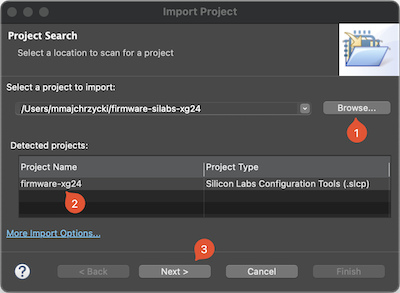 Import Project
Project Search
Select a location to scan for a project
Select a project to import:
/Users/mmajchrzycki/firmware-silabs-xg24
Browse...
1
Detected projects:
Project Name Project Type
firmware-xg24 Silicon Labs Configuration Tools (.slcp)
2
More Import Options...
3
? < Back Next > Cancel Finish